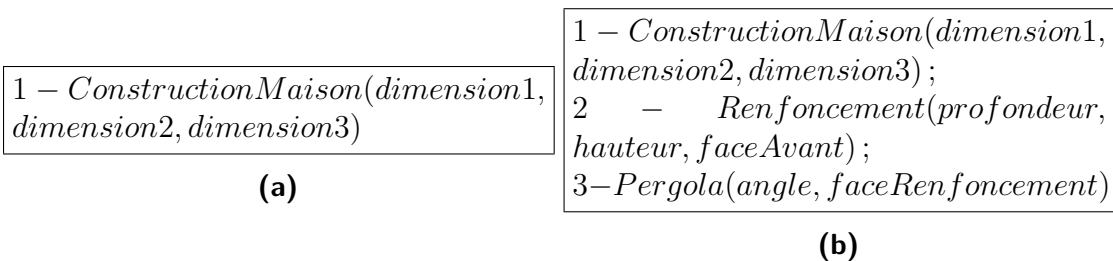 1 − ConstructionMaison(dimension1,
dimension2, dimension3)
(a)
1 − ConstructionMaison(dimension1,
dimension2, dimension3) ;
2 − Renfoncement(profondeur,
hauteur, faceAvant) ;
3−Pergola(angle, faceRenfoncement)
(b)